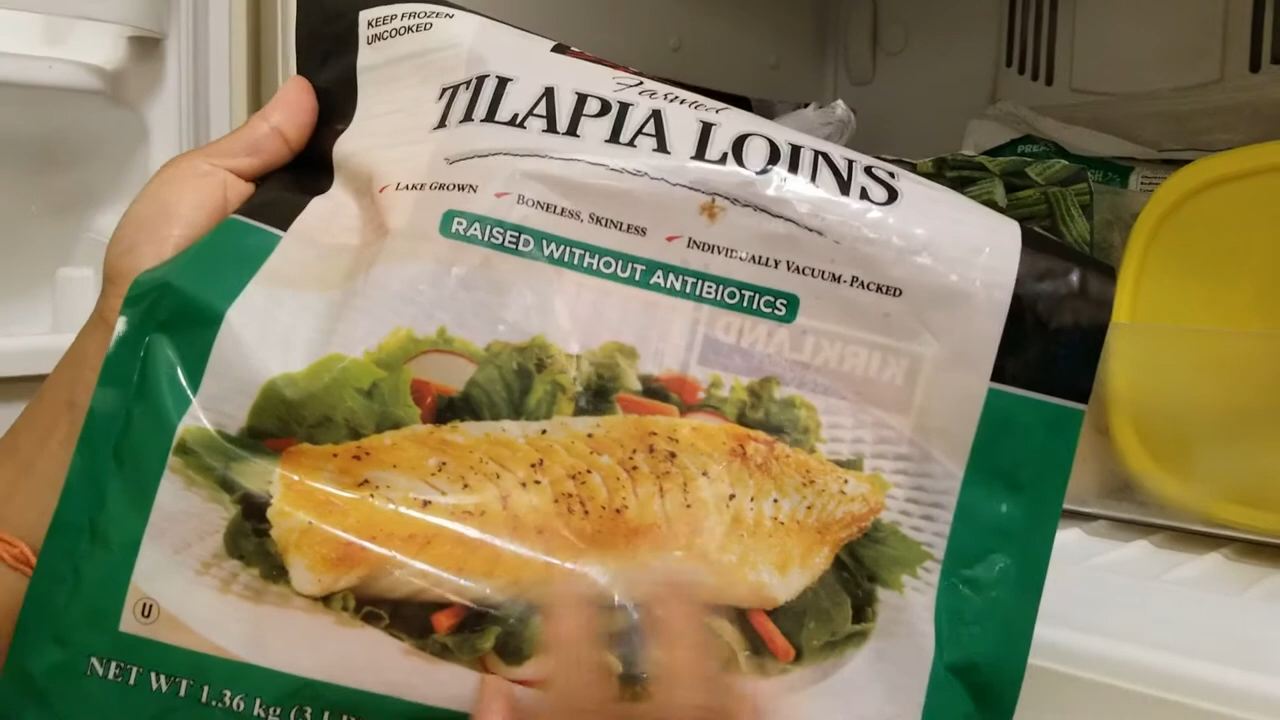 KEEP FROZEN
UNCOOKED
Farmed
TILAPIA LOINS
LAKE GROWN
BONELESS, SKINLESS
INDIVIDUALLY VACUUM-PACKED
RAISED WITHOUT ANTIBIOTICS
KIRKLAND
U
NET WT 1.36 kg (3 L